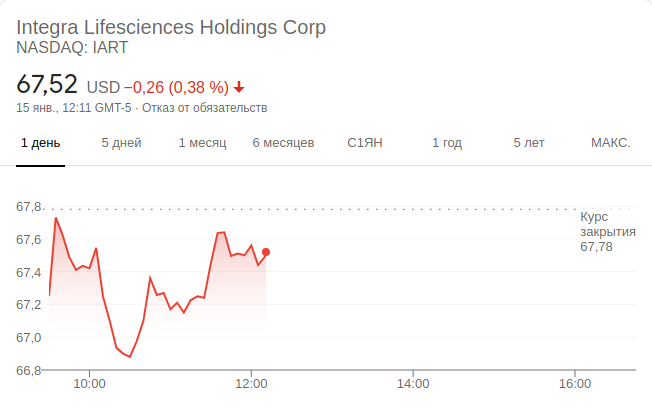 Integra Lifesciences Holdings Corp
NASDAQ: IART
67,52 USD −0,26 (0,38 %)
15 янв., 12:11 GMT-5 · Отказ от обязательств
1 день 5 дней 1 месяц 6 месяцев С1ЯН 1 год 5 лет МАКС.
67,8
Курс
закрытия
67,78
67,6
67,4
67,2
67,0
66,8
10:00 12:00 14:00 16:00